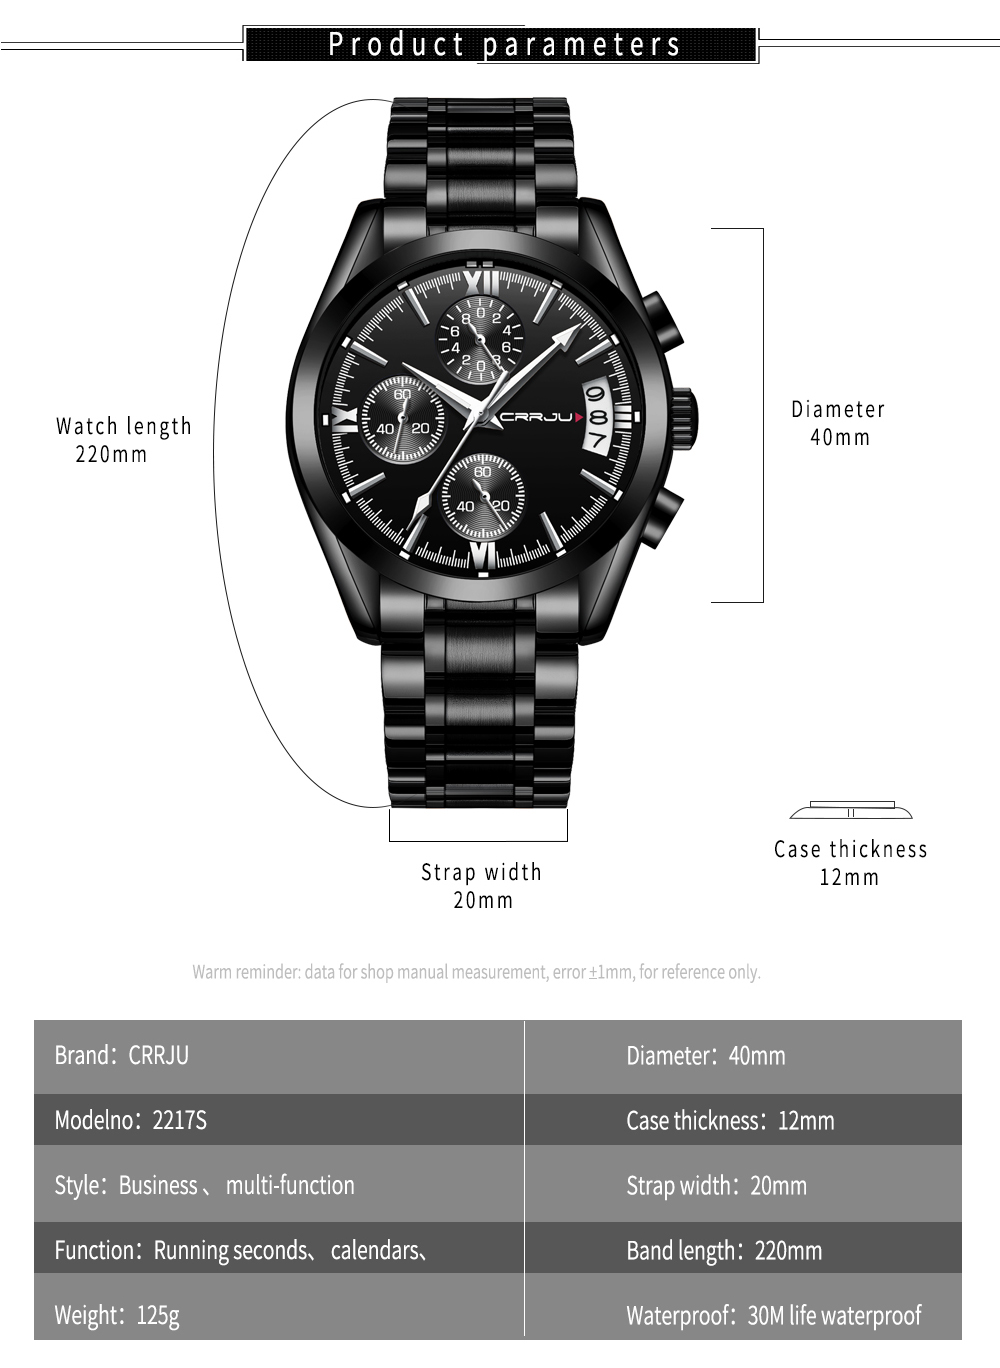 Product parameters
XII
8 0 2
6 4
4 6
2 0 8
60
40 20
9
8
7
CRRJU
60
40 20
VI
Watch length
220mm
Diameter
40mm
Case thickness
12mm
Strap width
20mm
Warm reminder: data for shop manual measurement, error ±1mm, for reference only.
Brand：CRRJU
Diameter：40mm
Modelno：2217S
Case thickness：12mm
Style：Business 、 multi-function
Strap width：20mm
Function：Running seconds、 calendars、
Band length：220mm
Weight：125g
Waterproof：30M life waterproof